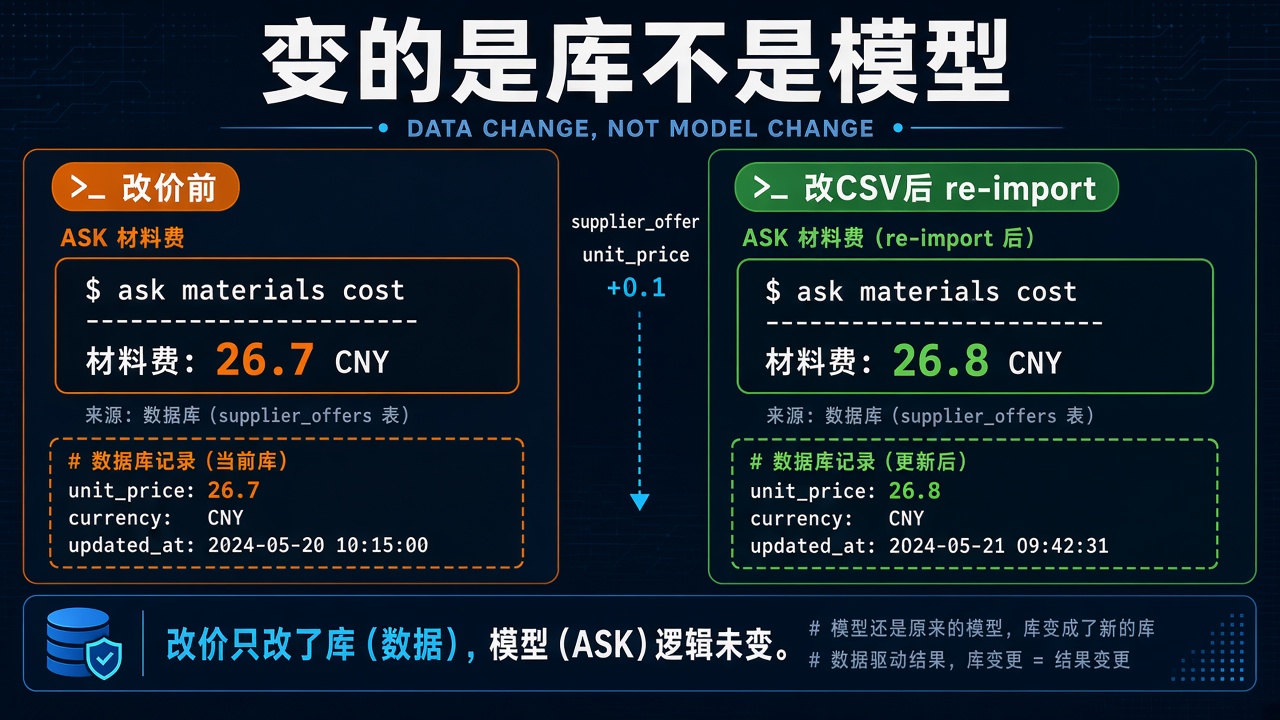 变的是库不是模型
DATA CHANGE, NOT MODEL CHANGE
>_ 改价前
ASK 材料费
$ ask materials cost
-----------------------
材料费: 26.7 CNY
来源: 数据库 (supplier_offers 表)
# 数据库记录 (当前库)
unit_price: 26.7
currency: CNY
updated_at: 2024-05-20 10:15:00
supplier_offer
unit_price
+0.1
>_ 改CSV后 re-import
ASK 材料费 (re-import 后)
$ ask materials cost
-----------------------
材料费: 26.8 CNY
来源: 数据库 (supplier_offers 表)
# 数据库记录 (更新后)
unit_price: 26.8
currency: CNY
updated_at: 2024-05-21 09:42:31
改价只改了库 (数据), 模型 (ASK) 逻辑未变。
# 模型还是原来的模型, 库变成了新的库
# 数据驱动结果, 库变更 = 结果变更